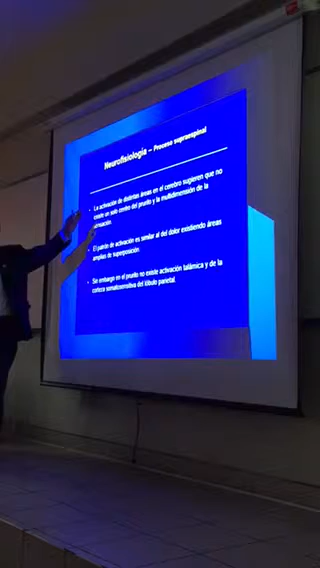 Neurofisiología – Proceso supraespinal
La activación de distintas áreas en el cerebro sugieren que no
existe un solo centro del prurito y la multidimensión de la
sensación.
El patrón de activación es similar al del dolor existiendo áreas
amplias de superposición.
Sin embargo en el prurito no existe activación talámica y de la
corteza somatosensitiva del lóbulo parietal.